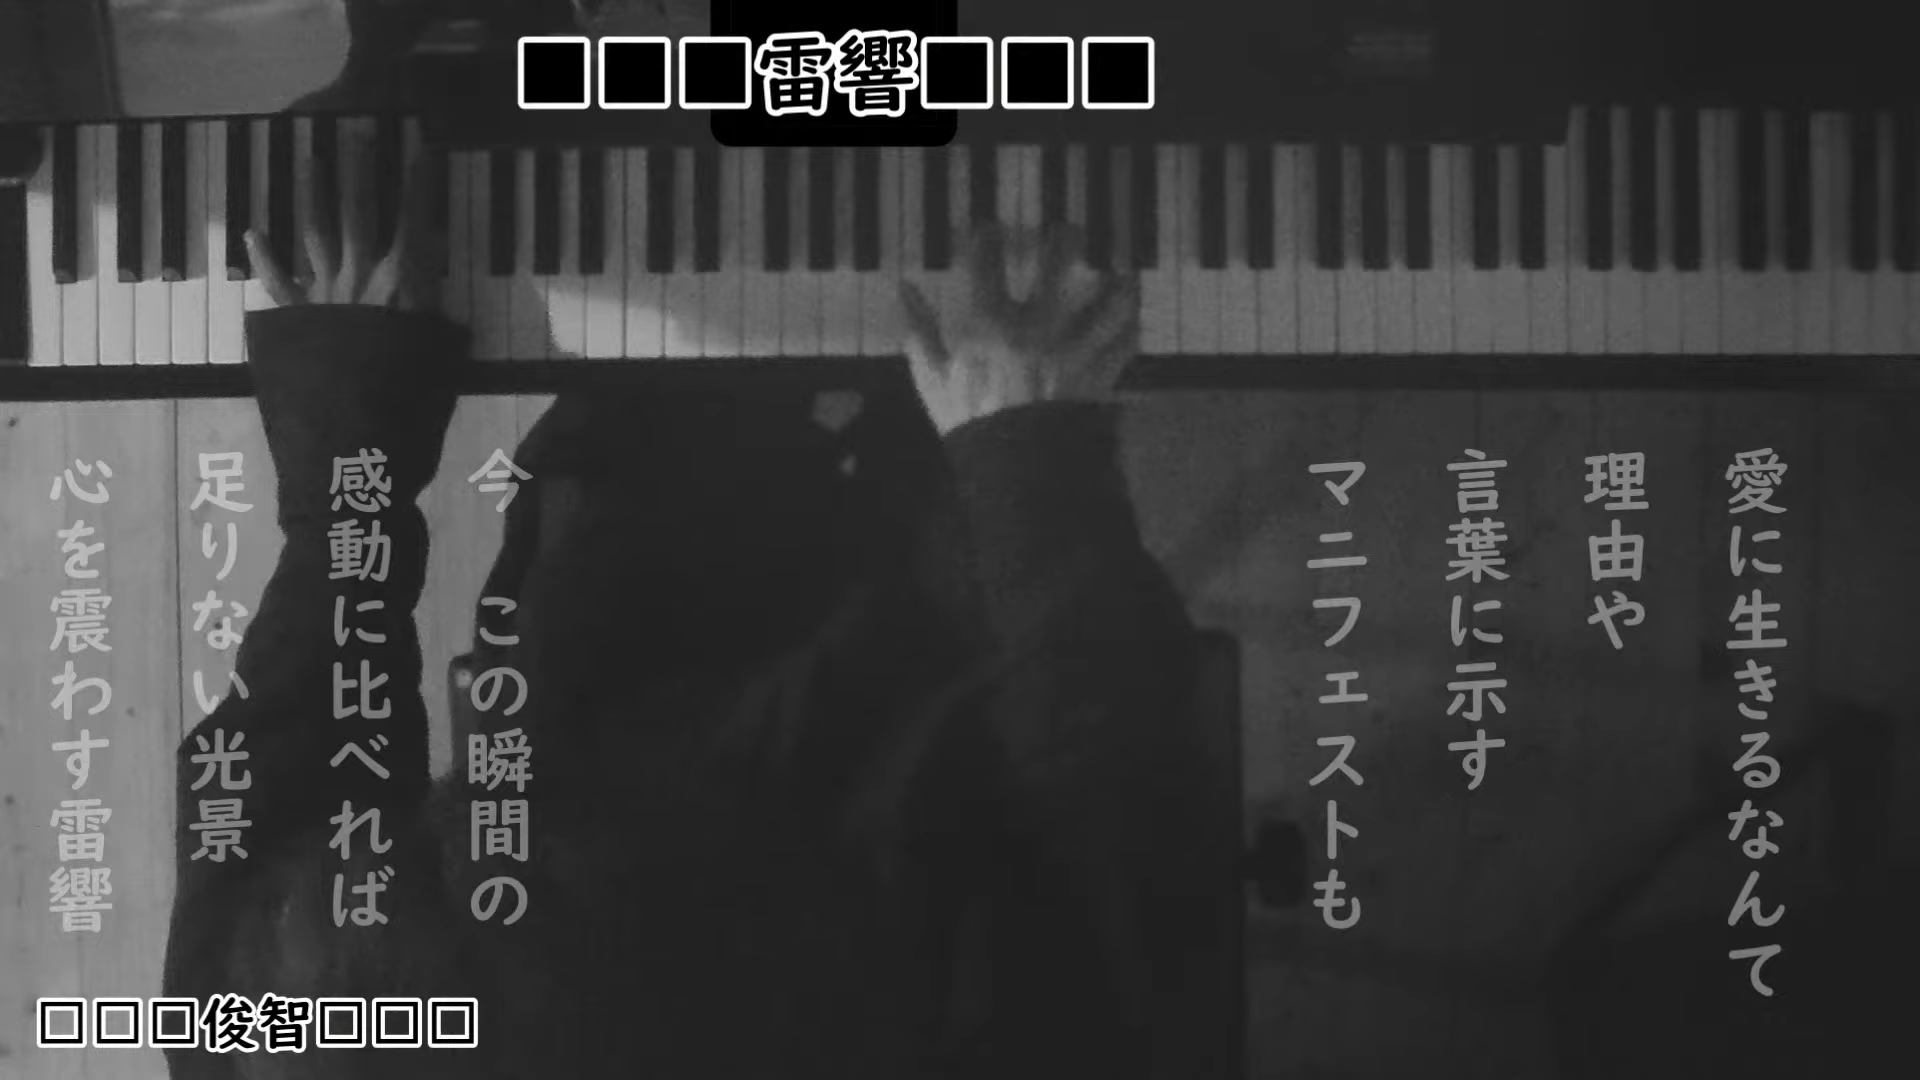 □□□雷響□□□
愛に生きるなんて
理由や
言葉に示す
マニフェストも
今　この瞬間の
感動に比べれば
足りない光景
心を震わす雷響
□□□俊智□□□